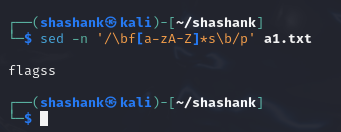 ┌──(shashank㉿kali)-[~/shashank]
└─$ sed -n '/\bf[a-zA-Z]*s\b/p' a1.txt
flagss
┌──(shashank㉿kali)-[~/shashank]
└─$